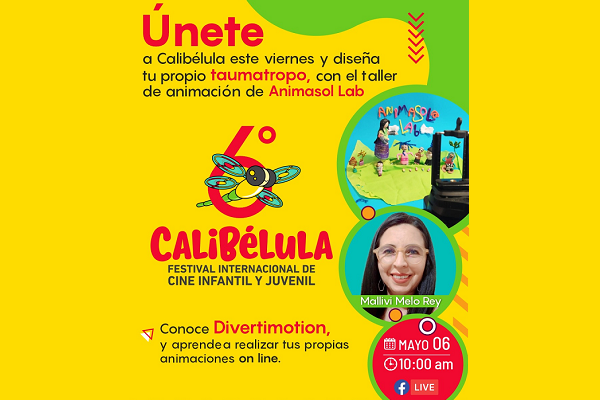 Únete
a Calibélula este viernes y diseña
tu propio taumatropo, con el taller
de animación de Animasol Lab
ANIMASOL
LAB
6°
CALIBÉLULA
FESTIVAL INTERNACIONAL DE
CINE INFANTIL Y JUVENIL
Mallivi Melo Rey
Conoce Divertimotion,
y aprende a realizar tus propias
animaciones on line.
MAYO 06
10:00 am
f LIVE